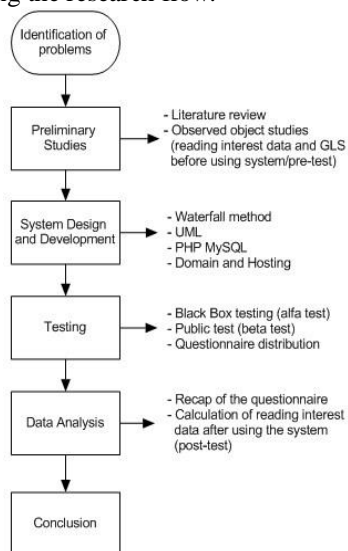 ng the research flow.
Identification of
problems
Preliminary
Studies
- Literature review
- Observed object studies
(reading interest data and GLS
before using system/pre-test)
System Design
and Development
- Waterfall method
- UML
- PHP MySQL
- Domain and Hosting
Testing
- Black Box testing (alfa test)
- Public test (beta test)
- Questionnaire distribution
Data Analysis
- Recap of the questionnaire
- Calculation of reading interest
data after using the system
(post-test)
Conclusion